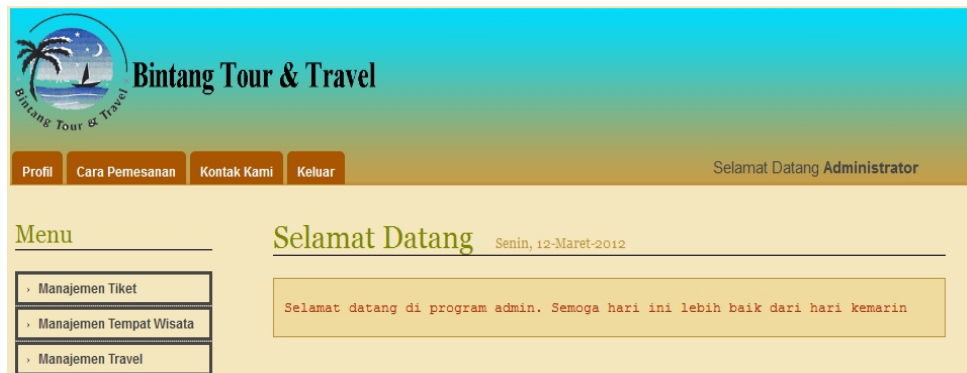 Bintang Tour & Travel
Bintang Tour & Travel
Profil
Cara Pemesanan
Kontak Kami
Keluar
Selamat Datang Administrator
Menu
Manajemen Tiket
Manajemen Tempat Wisata
Manajemen Travel
Selamat Datang Senin, 12-Maret-2012
Selamat datang di program admin. Semoga hari ini lebih baik dari hari kemarin